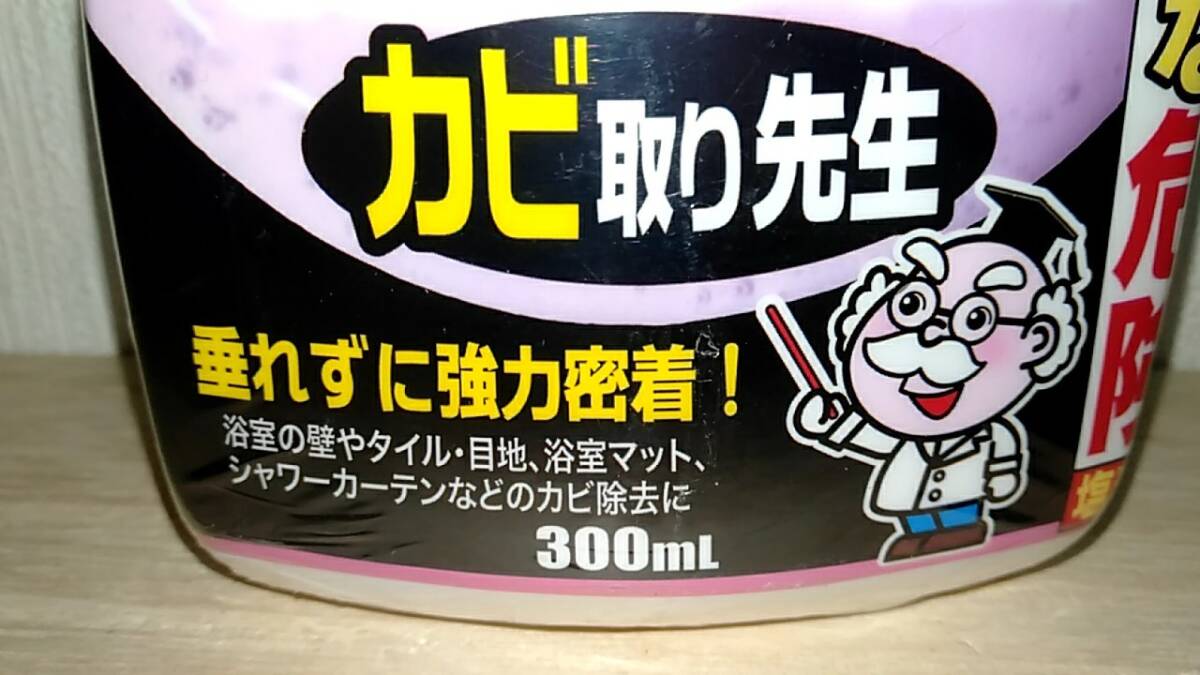 カビ取り先生
垂れずに強力密着！
浴室の壁やタイル・目地、浴室マット、
シャワーカーテンなどのカビ除去に
300mL
危険
塩